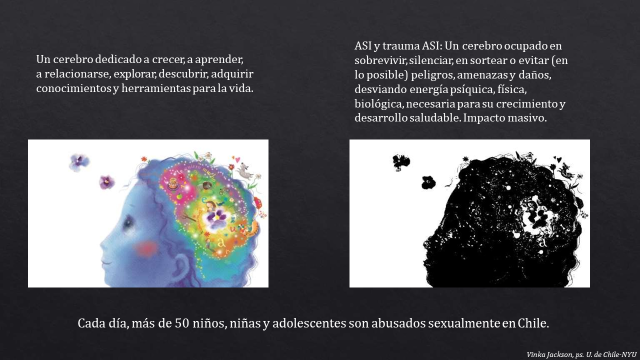 Un cerebro dedicado a crecer, a aprender,
a relacionarse, explorar, descubrir, adquirir
conocimientos y herramientas para la vida.
ASI y trauma ASI: Un cerebro ocupado en
sobrevivir, silenciar, en sortear o evitar (en
lo posible) peligros, amenazas y daños,
desviando energía psíquica, física,
biológica, necesaria para su crecimiento y
desarrollo saludable. Impacto masivo.
Cada día, más de 50 niños, niñas y adolescentes son abusados sexualmente en Chile.
Vinka Jackson, ps. U. de Chile-NYU